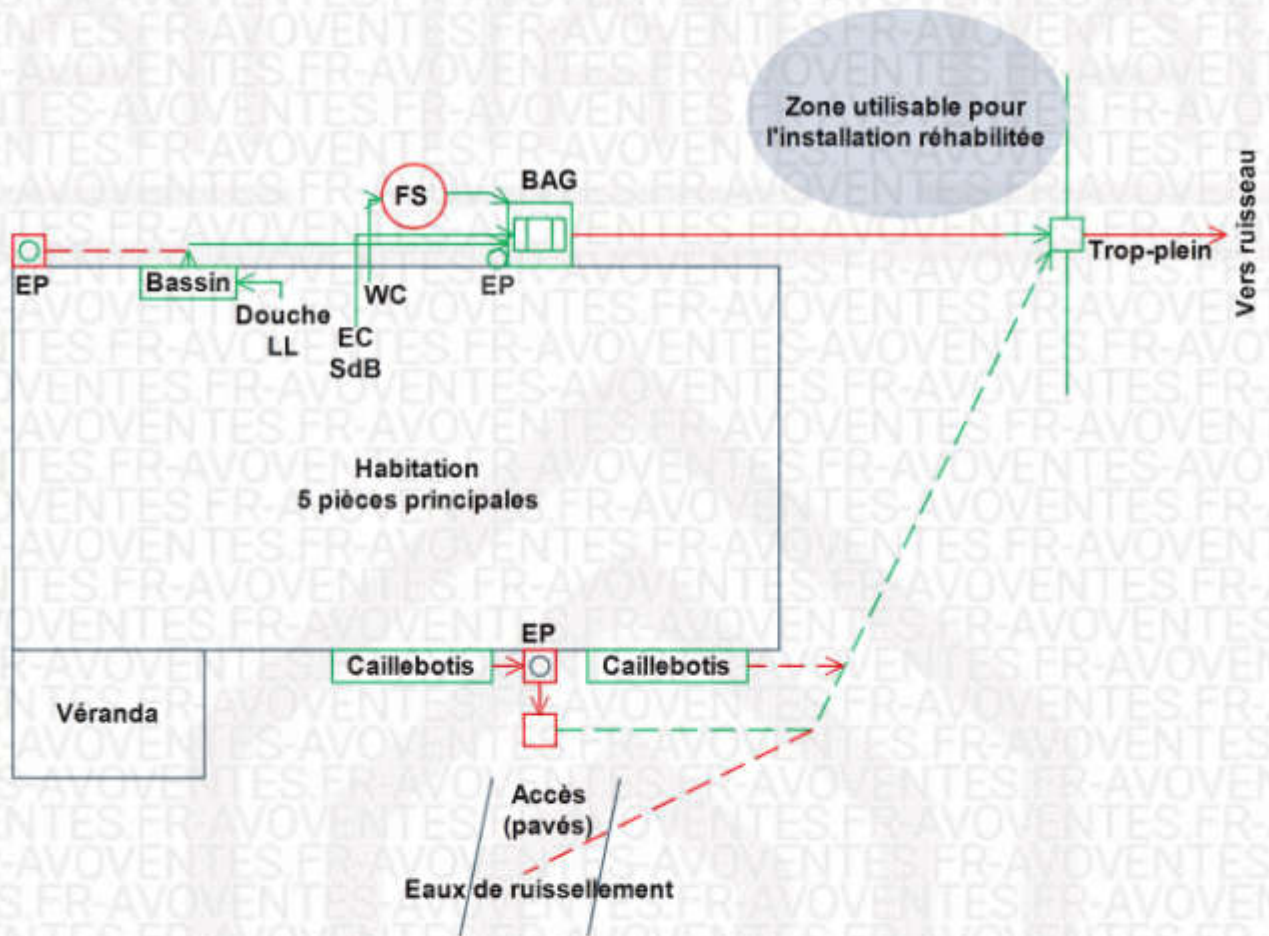 Zone utilisable pour
l'installation réhabilitée
BAG
FS
EP
Bassin
Douche
LL
WC
EC
SdB
EP
Trop-plein
Vers ruisseau
Habitation
5 pièces principales
EP
Caillebotis
Caillebotis
Véranda
Accès
(pavés)
Eaux de ruissellement